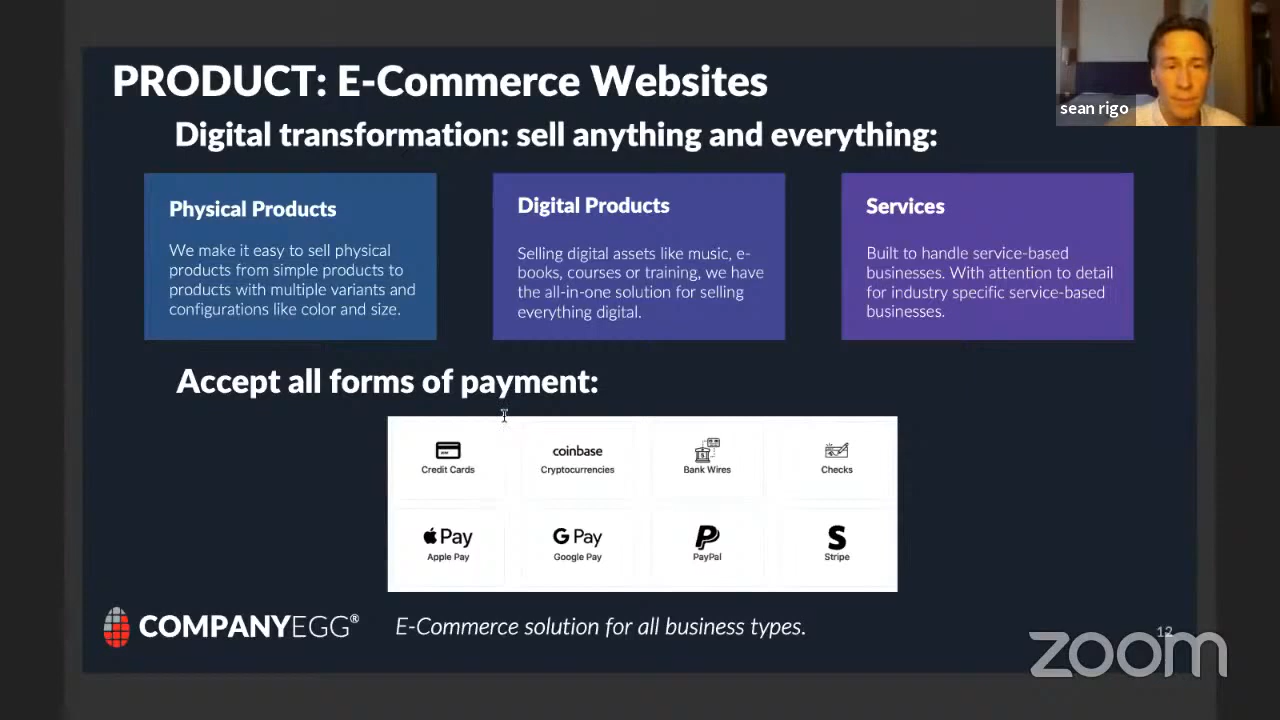 PRODUCT: E-Commerce Websites
sean rigo
Digital transformation: sell anything and everything:
Physical Products
We make it easy to sell physical
products from simple products to
products with multiple variants and
configurations like color and size.
Digital Products
Selling digital assets like music, e-
books, courses or training, we have
the all-in-one solution for selling
everything digital.
Services
Built to handle service-based
businesses. With attention to detail
for industry specific service-based
businesses.
Accept all forms of payment:
Credit Cards
coinbase
Cryptocurrencies
Bank Wires
Checks
Pay
Apple Pay
G Pay
Google Pay
PayPal
S
Stripe
COMPANYEGG®
E-Commerce solution for all business types.
12
zoom